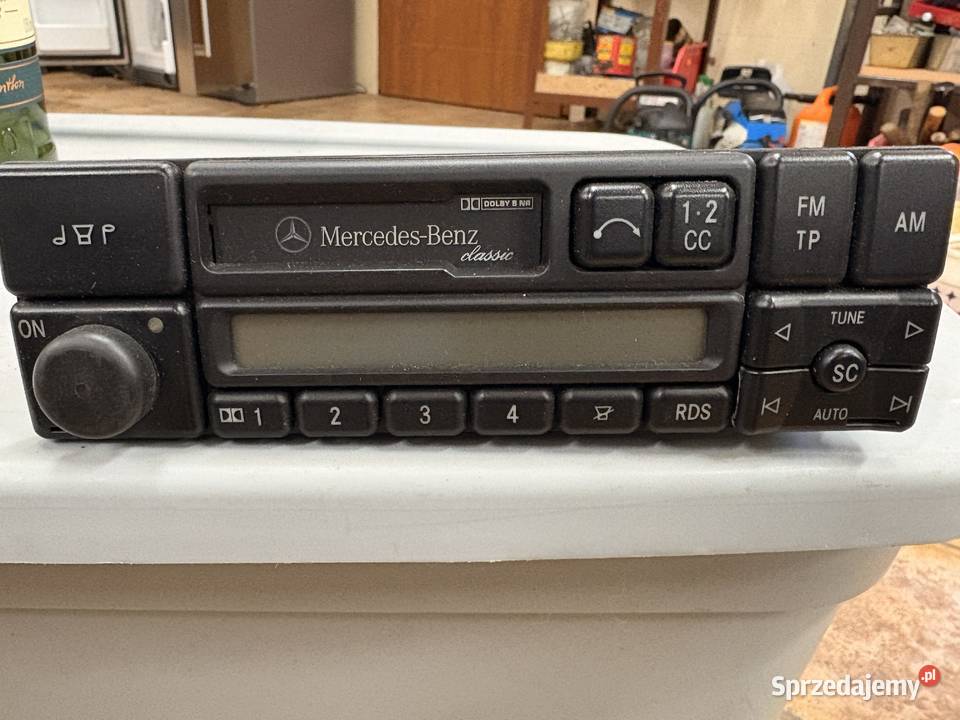 DOLBY B NR
Mercedes-Benz
classic
1·2
CC
FM
TP
AM
ON
TUNE
SC
AUTO
1
2
3
4
RDS
Sprzedajemy.pl